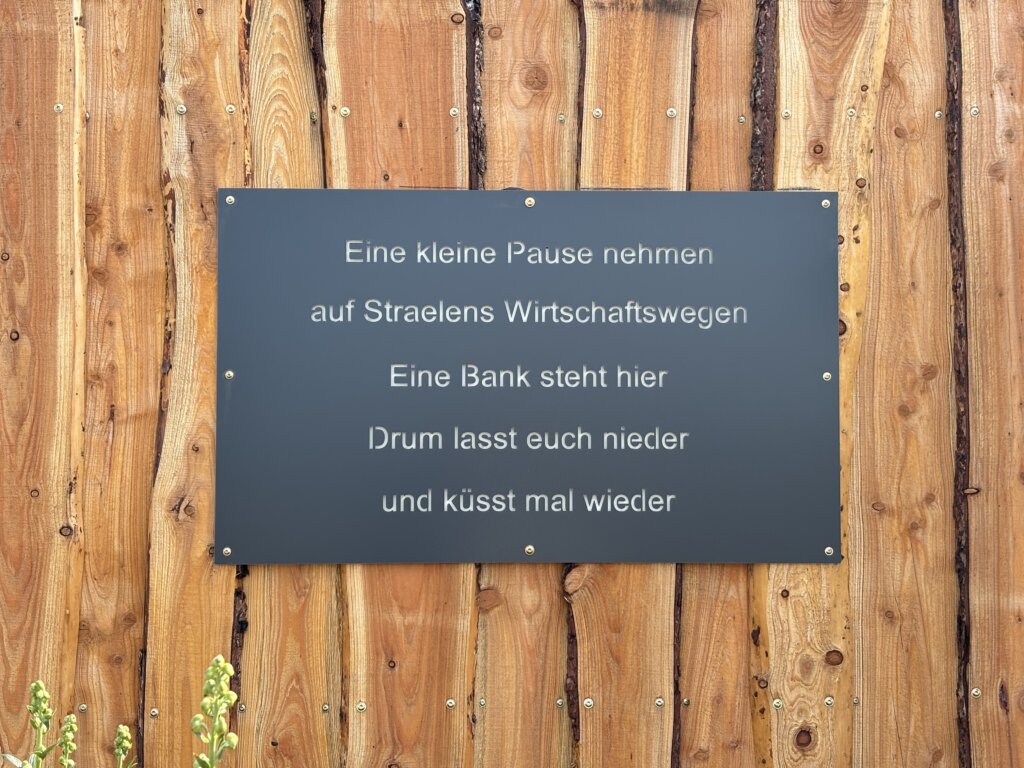 Eine kleine Pause nehmen
auf Straelens Wirtschaftswegen
Eine Bank steht hier
Drum lasst euch nieder
und küsst mal wieder